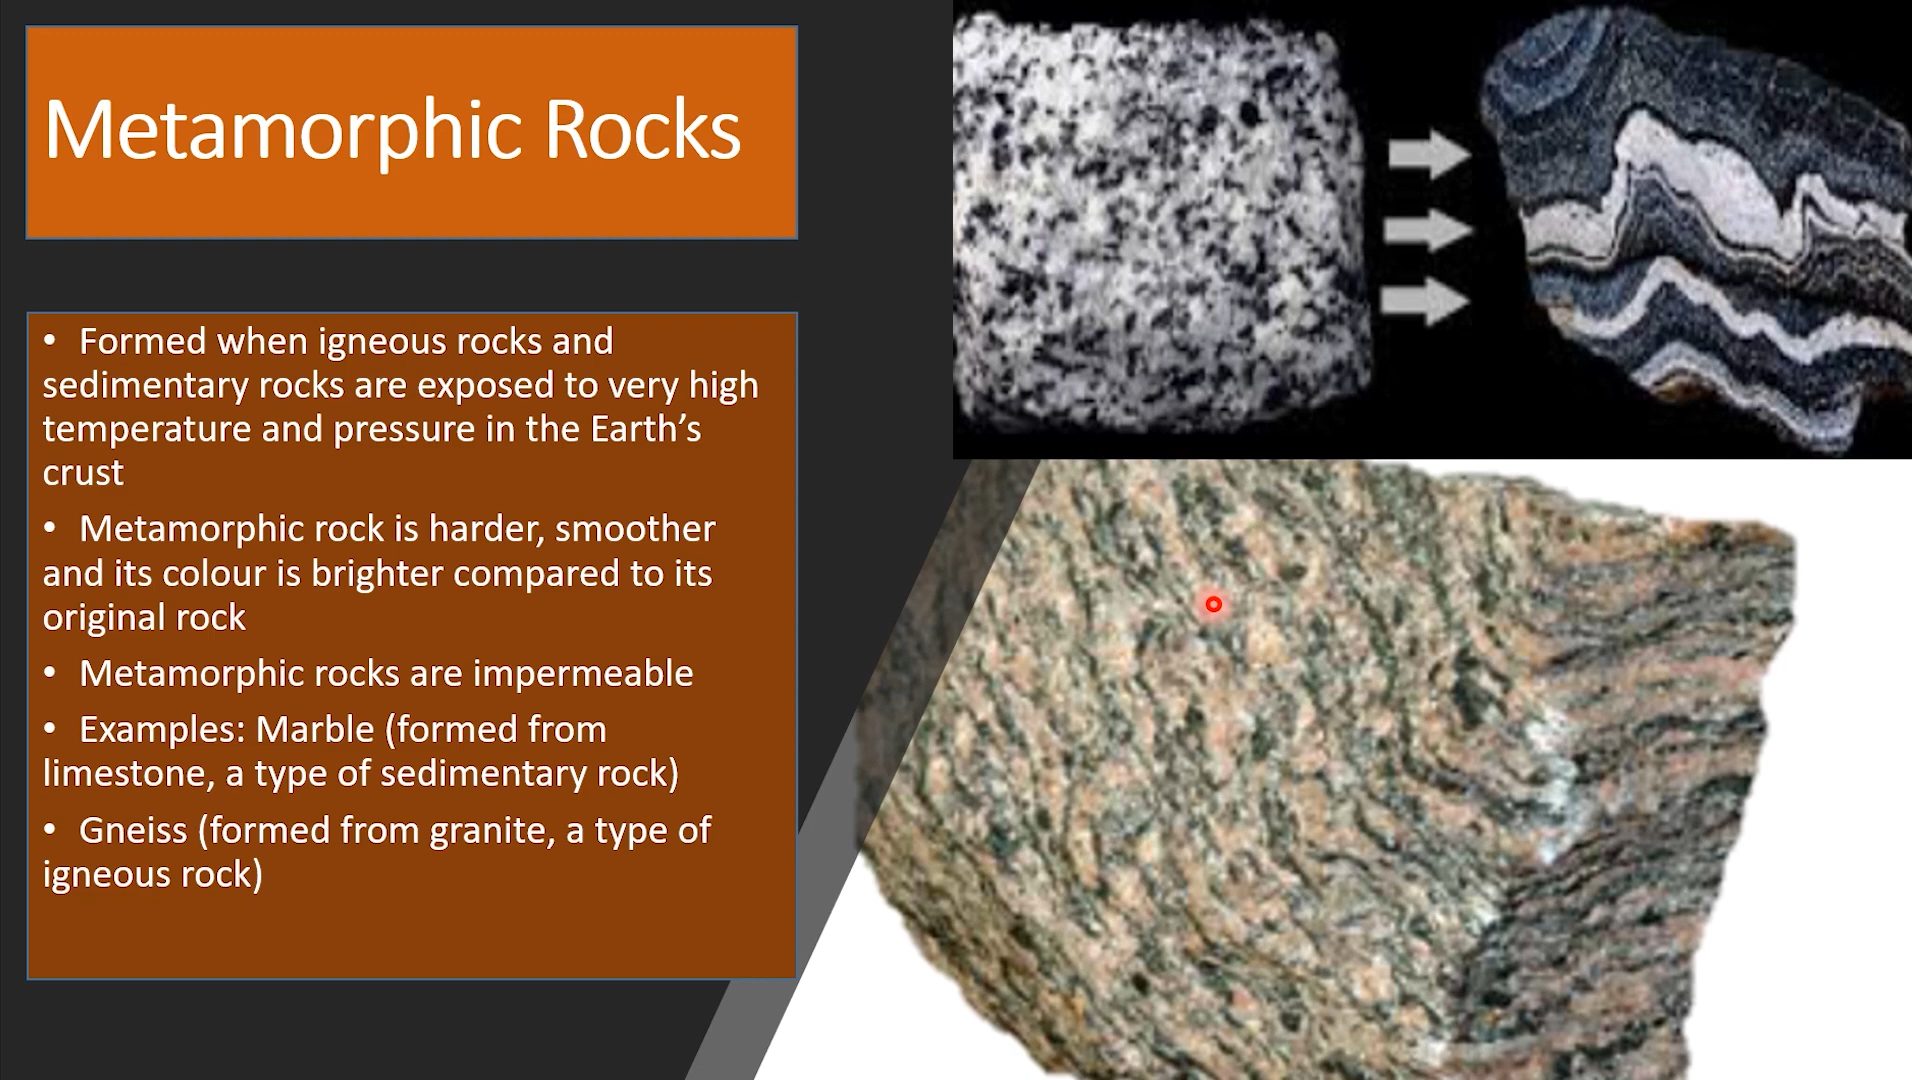 Metamorphic Rocks
• Formed when igneous rocks and
sedimentary rocks are exposed to very high
temperature and pressure in the Earth’s
crust
• Metamorphic rock is harder, smoother
and its colour is brighter compared to its
original rock
• Metamorphic rocks are impermeable
• Examples: Marble (formed from
limestone, a type of sedimentary rock)
• Gneiss (formed from granite, a type of
igneous rock)